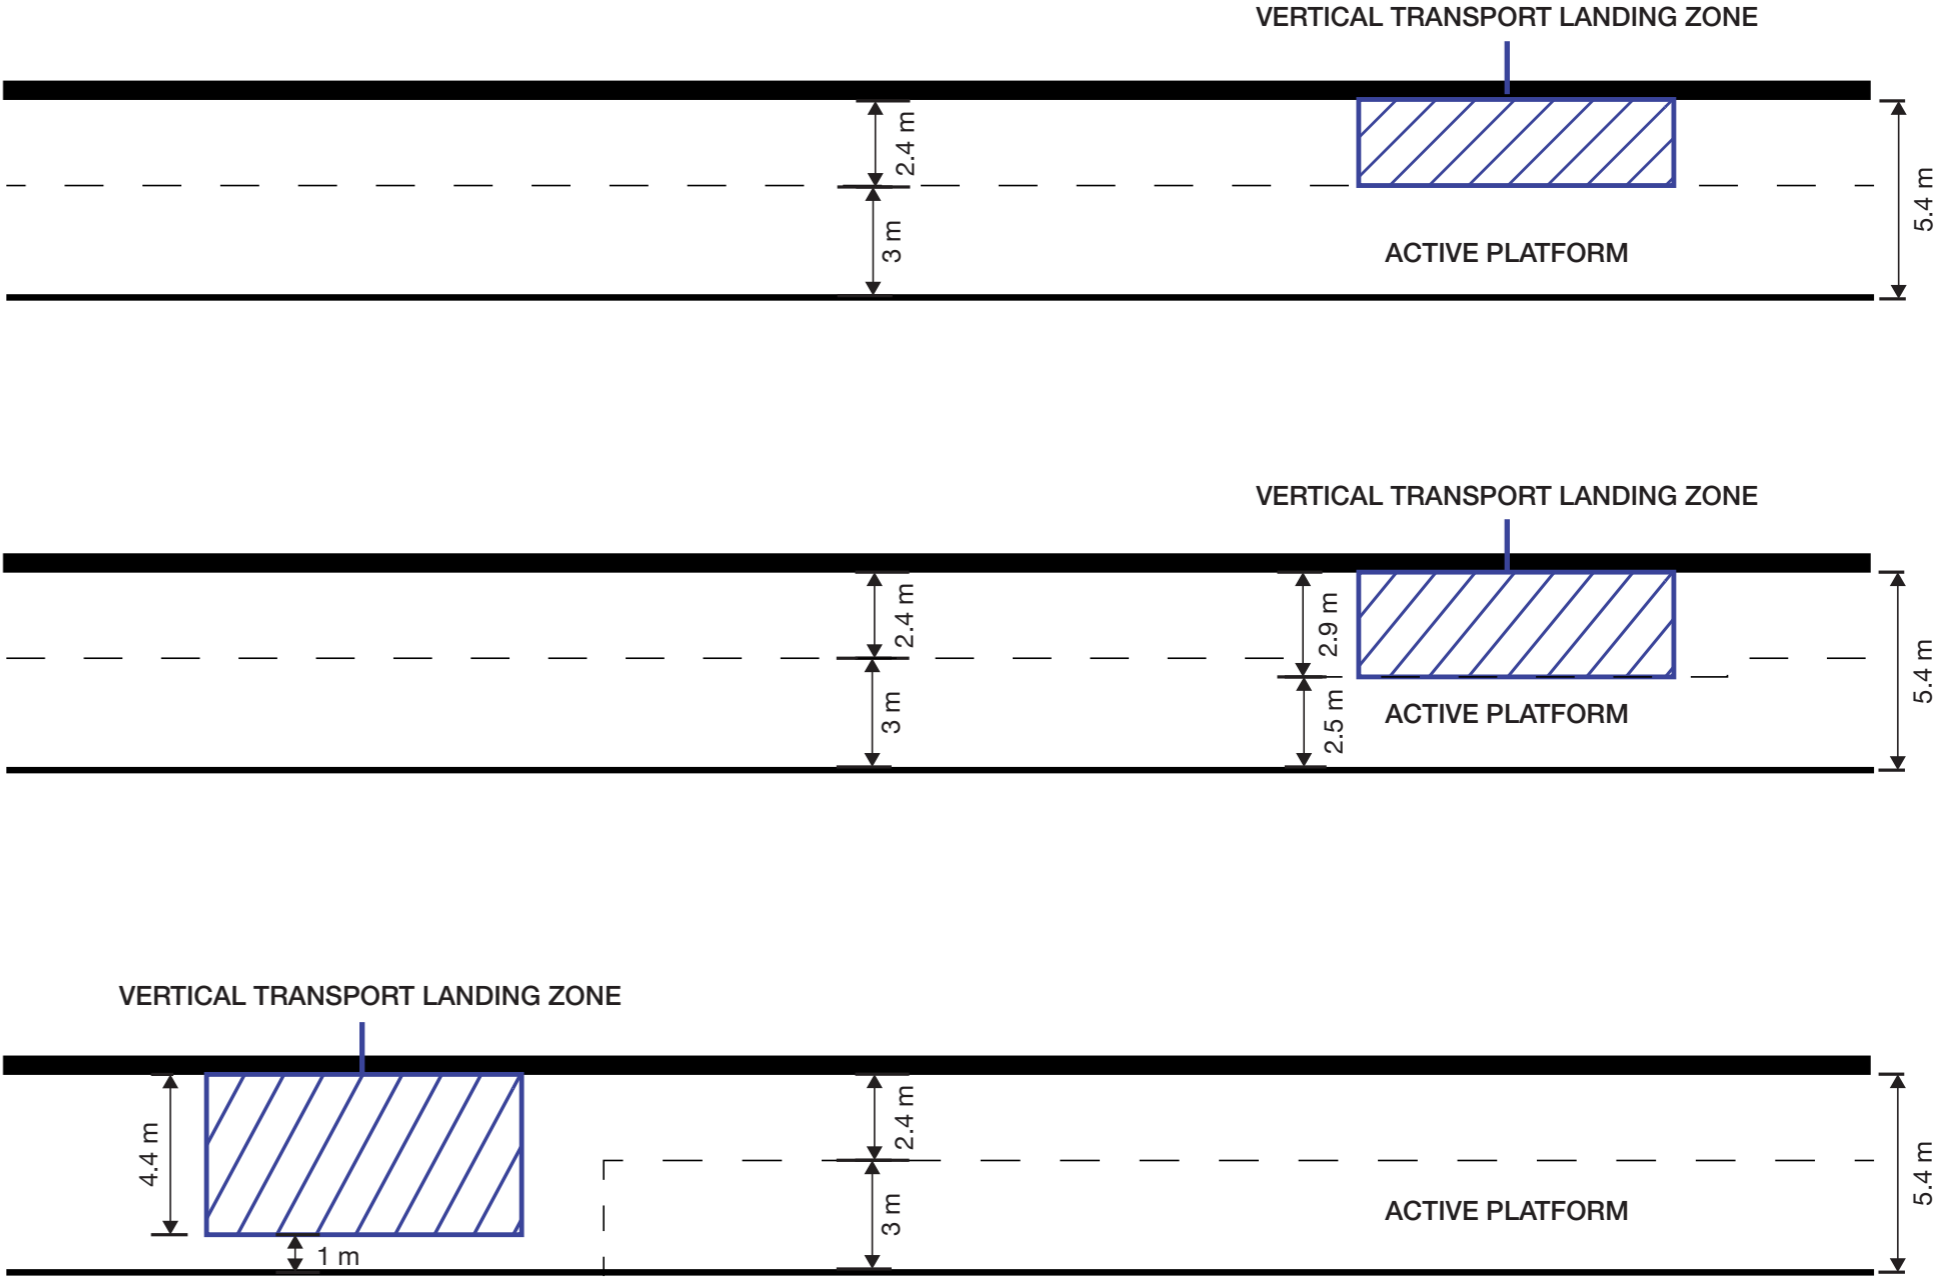 VERTICAL TRANSPORT LANDING ZONE
2.4 m
3 m
ACTIVE PLATFORM
5.4 m
VERTICAL TRANSPORT LANDING ZONE
2.4 m
3 m
2.9 m
2.5 m
ACTIVE PLATFORM
5.4 m
VERTICAL TRANSPORT LANDING ZONE
4.4 m
1 m
2.4 m
3 m
ACTIVE PLATFORM
5.4 m